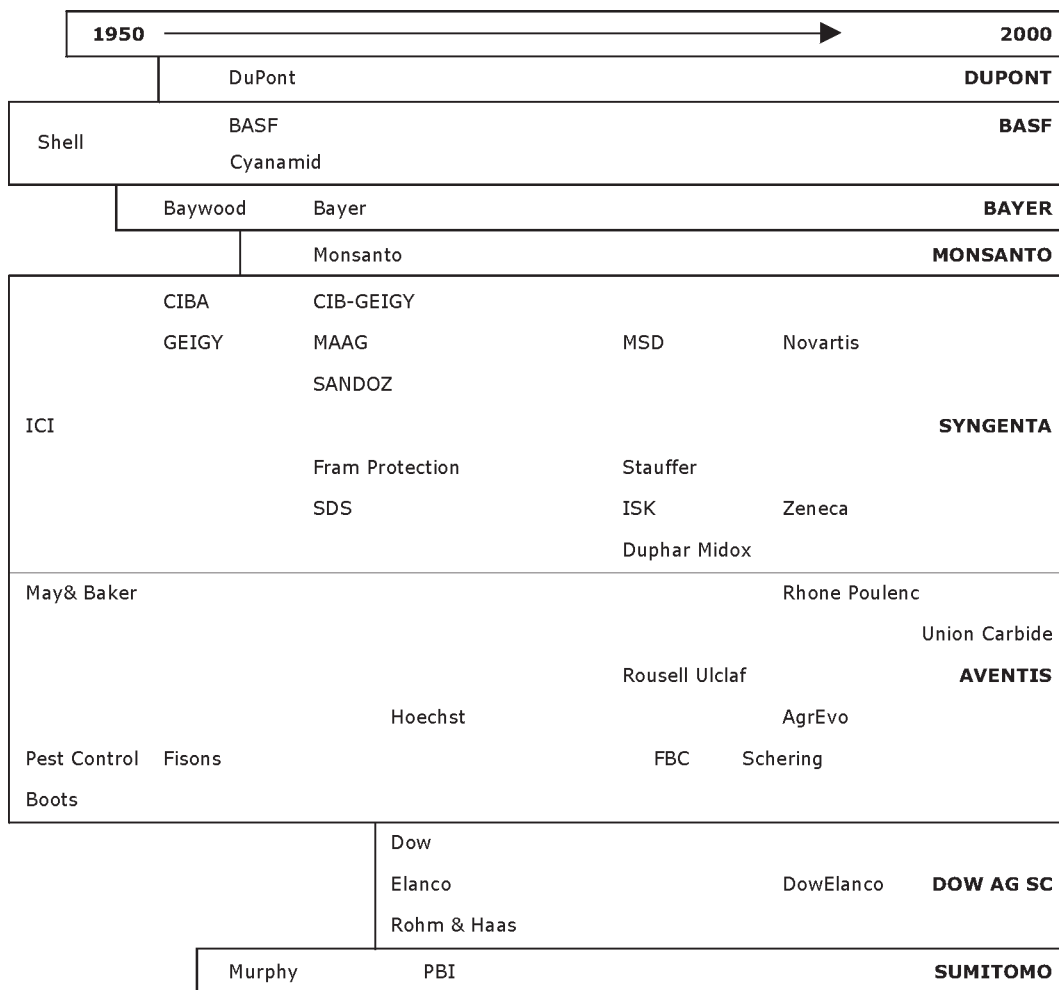 1950 2000
DuPont DUPONT
BASF BASF
Shell
Cyanamid
Baywood Bayer BAYER
Monsanto MONSANTO
CIBA CIB-GEIGY
GEIGY MAAG MSD Novartis
SANDOZ
ICI SYNGENTA
Fram Protection Stauffer
SDS ISK Zeneca
Duphar Midox
May& Baker Rhone Poulenc
Union Carbide
Rousell Ulclaf AVENTIS
Hoechst AgrEvo
Pest Control Fisons FBC Schering
Boots
Dow
Elanco DowElanco DOW AG SC
Rohm & Haas
Murphy PBI SUMITOMO